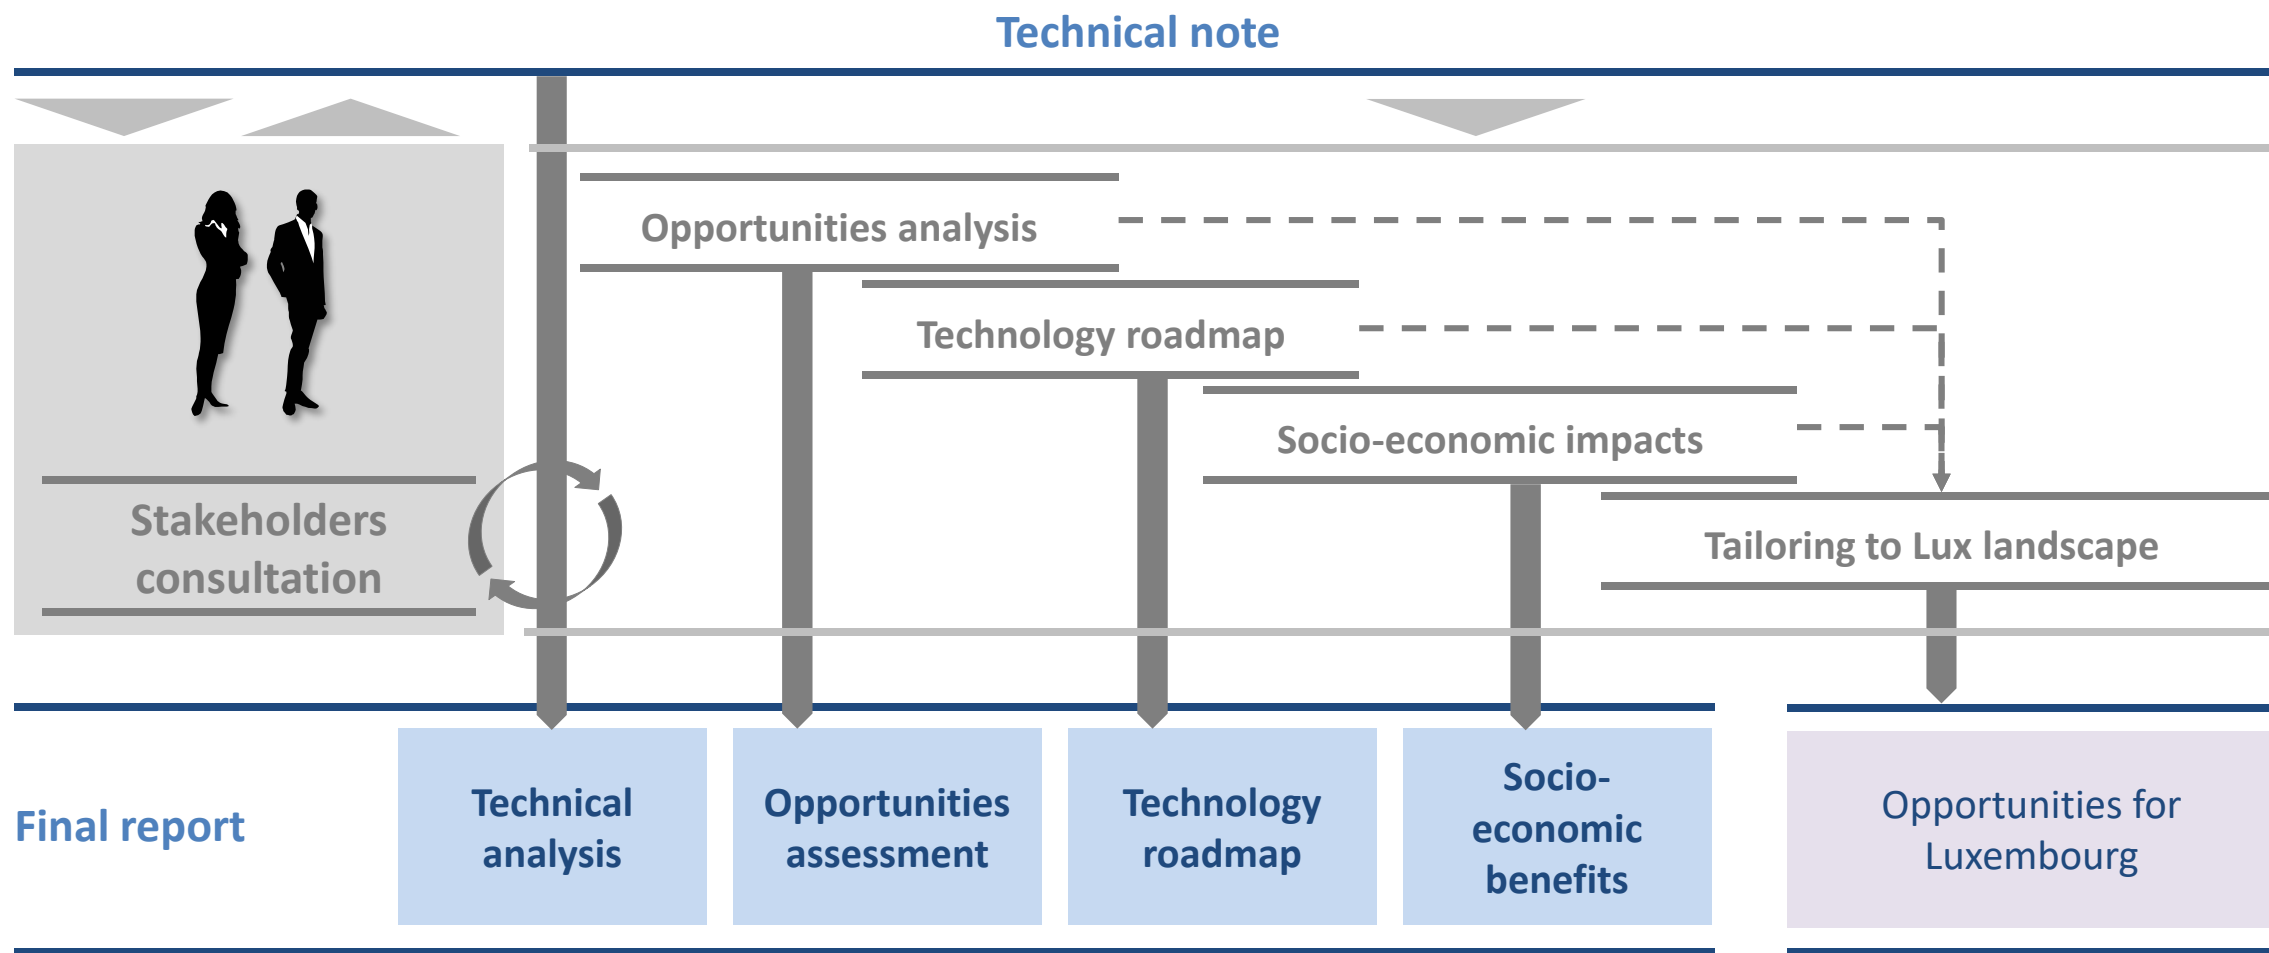 Technical note
Opportunities analysis
Technology roadmap
Socio-economic impacts
Stakeholders
consultation
Tailoring to Lux landscape
Final report
Technical
analysis
Opportunities
assessment
Technology
roadmap
Socio-
economic
benefits
Opportunities for
Luxembourg